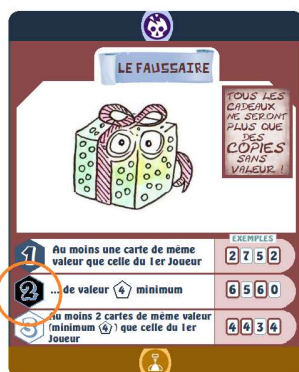 LE FAUSSAIRE
TOUS LES
CADEAUX
NE SERONT
PLUS QUE
DES
COPIES
SANS
VALEUR !
EXEMPLES
1 Au moins une carte de même
valeur que celle du 1er Joueur
2 7 5 2
2 ... de valeur 4 minimum
6 5 6 0
3 Au moins 2 cartes de même valeur
(minimum 4) que celle du 1er
Joueur
4 4 3 4